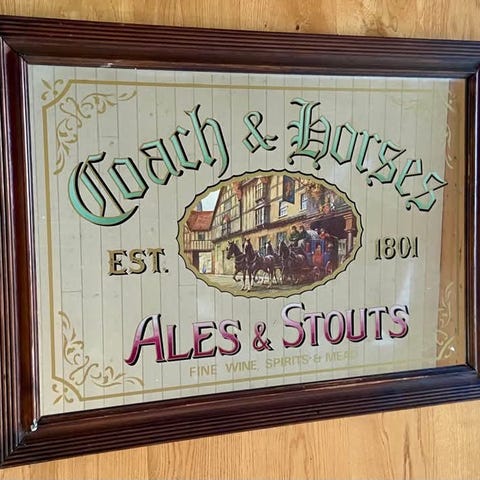 Coach & Horses
EST. 1801
ALES & STOUTS
FINE WINE, SPIRITS & MEAD